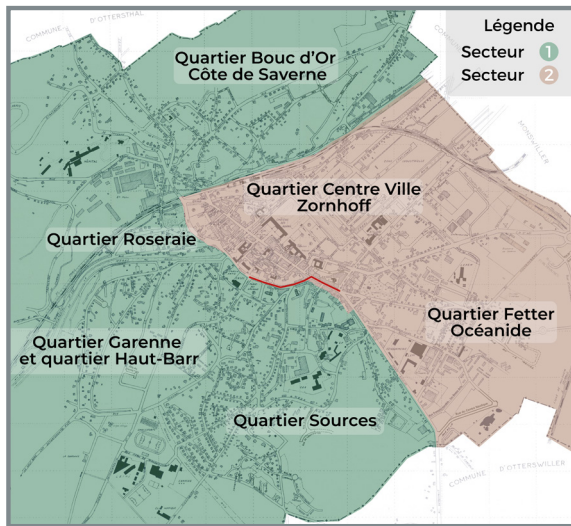 COMMUNE D'OTTERSTHAL
Légende
Secteur 1
Secteur 2
Quartier Bouc d'Or
Côte de Saverne
MONSWILLER
Quartier Centre Ville
Zornhoff
Quartier Roseraie
Quartier Fetter
Océanide
Quartier Garenne
et quartier Haut-Barr
Quartier Sources
COMMUNE D'OTTERSWILLER